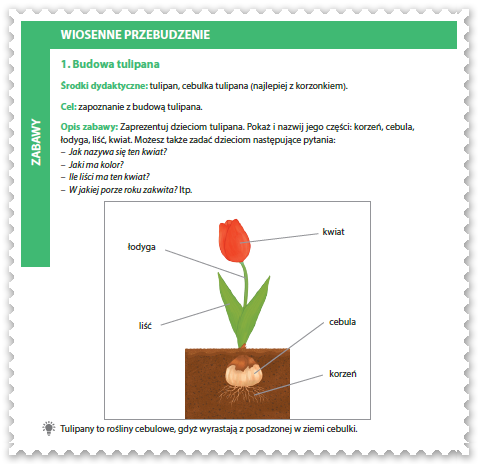 WIOSENNE PRZEBUDZENIE
ZABAWY
1. Budowa tulipana
Środki dydaktyczne: tulipan, cebulka tulipana (najlepiej z korzonkiem).
Cel: zapoznanie z budową tulipana.
Opis zabawy: Zaprezentuj dzieciom tulipana. Pokaż i nazwij jego części: korzeń, cebula,
łodyga, liść, kwiat. Możesz także zadać dzieciom następujące pytania:
– Jak nazywa się ten kwiat?
– Jaki ma kolor?
– Ile liści ma ten kwiat?
– W jakiej porze roku zakwita? Itp.
kwiat
łodyga
liść
cebula
korzeń
Tulipany to rośliny cebulowe, gdyż wyrastają z posadzonej w ziemi cebulki.